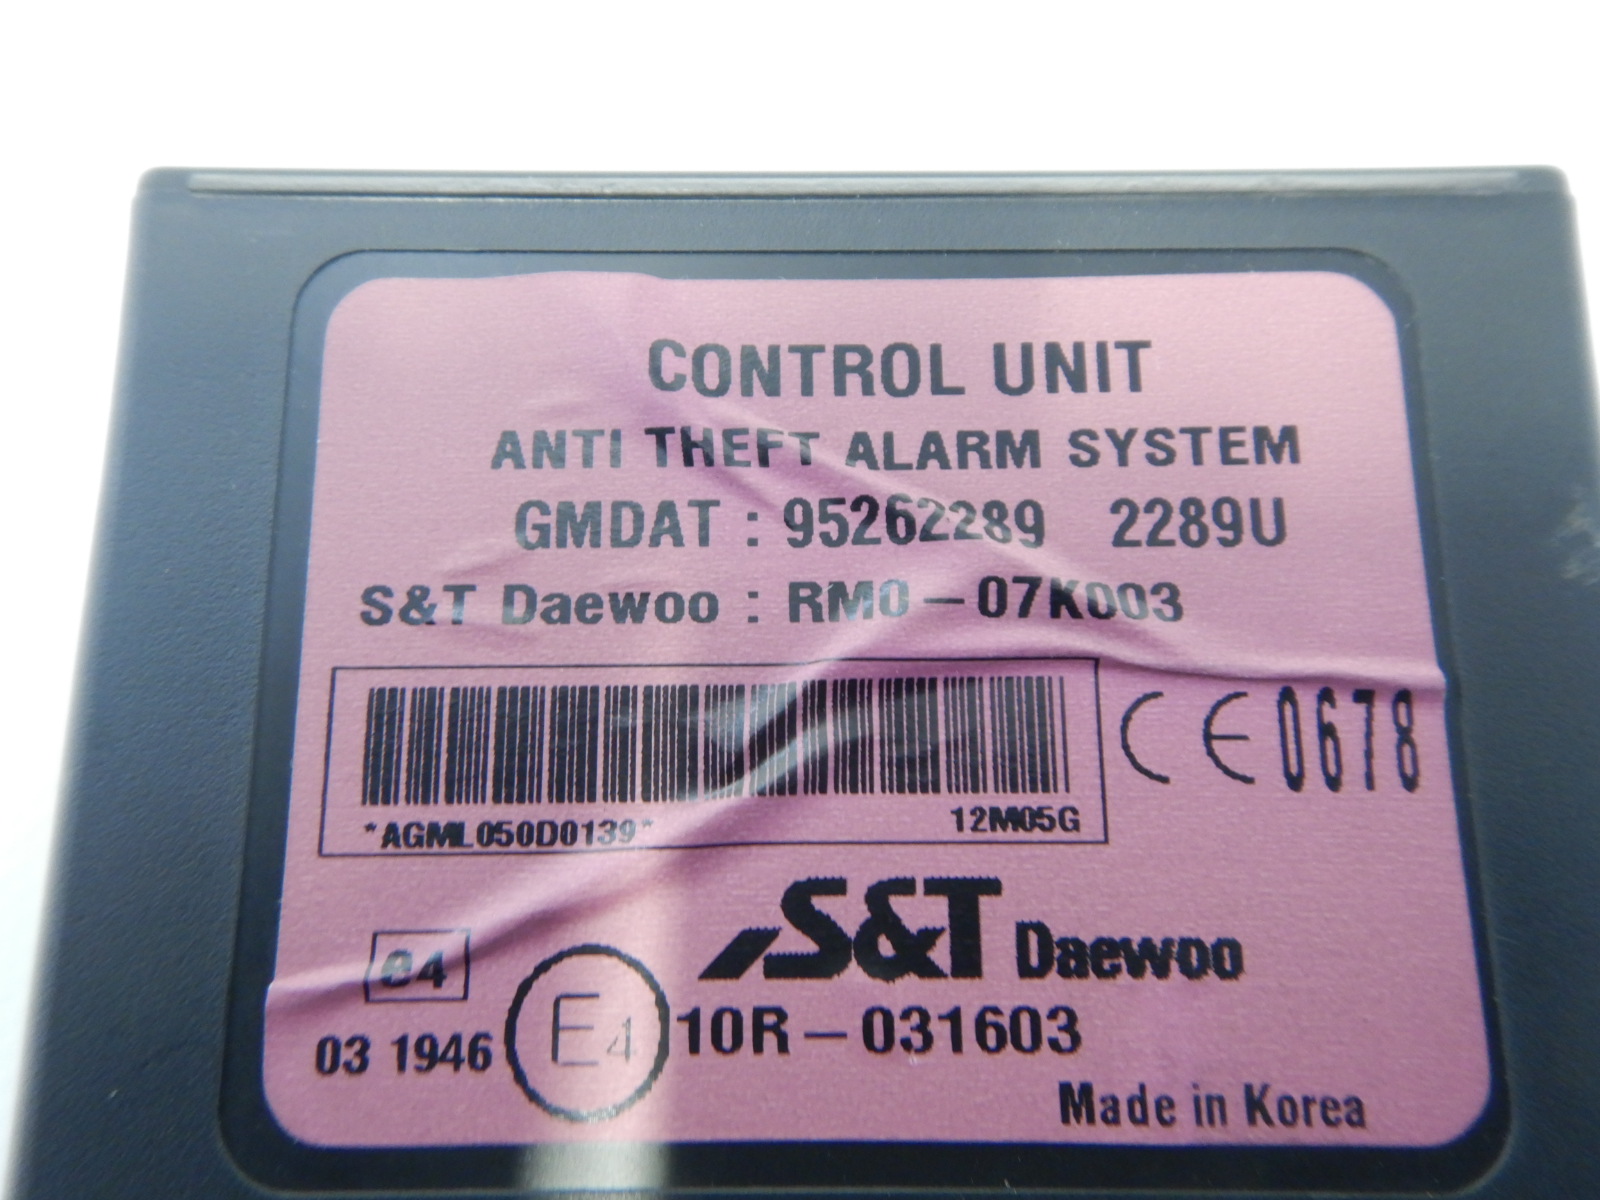 CONTROL UNIT
ANTI THEFT ALARM SYSTEM
GMDAT : 95262289 2289U
S&T Daewoo : RM0-07K003
*AGML050D0139* 12M05G
CE 0678
S&T Daewoo
e4
03 1946 E4 10R-031603
Made in Korea